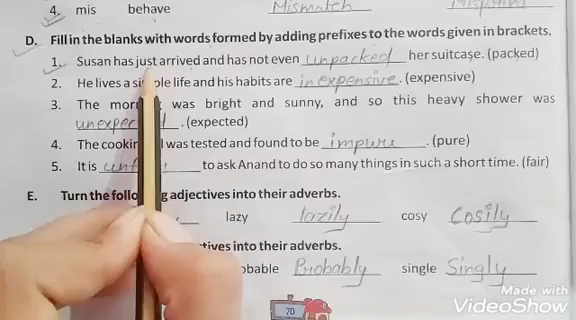 4. mis behave Mismatch
D. Fill in the blanks with words formed by adding prefixes to the words given in brackets.
1. Susan has just arrived and has not even unpacked her suitcase. (packed)
2. He lives a life and his habits are inexpensive. (expensive)
3. The was bright and sunny, and so this heavy shower was
. (expected)
4. The was tested and found to be impure. (pure)
5. It is to ask Anand to do so many things in such a short time. (fair)
E. Turn the adjectives into their adverbs.
lazy lazily cosy Cosily
into their adverbs.
Probably single Singly
70
Made with
VideoShow